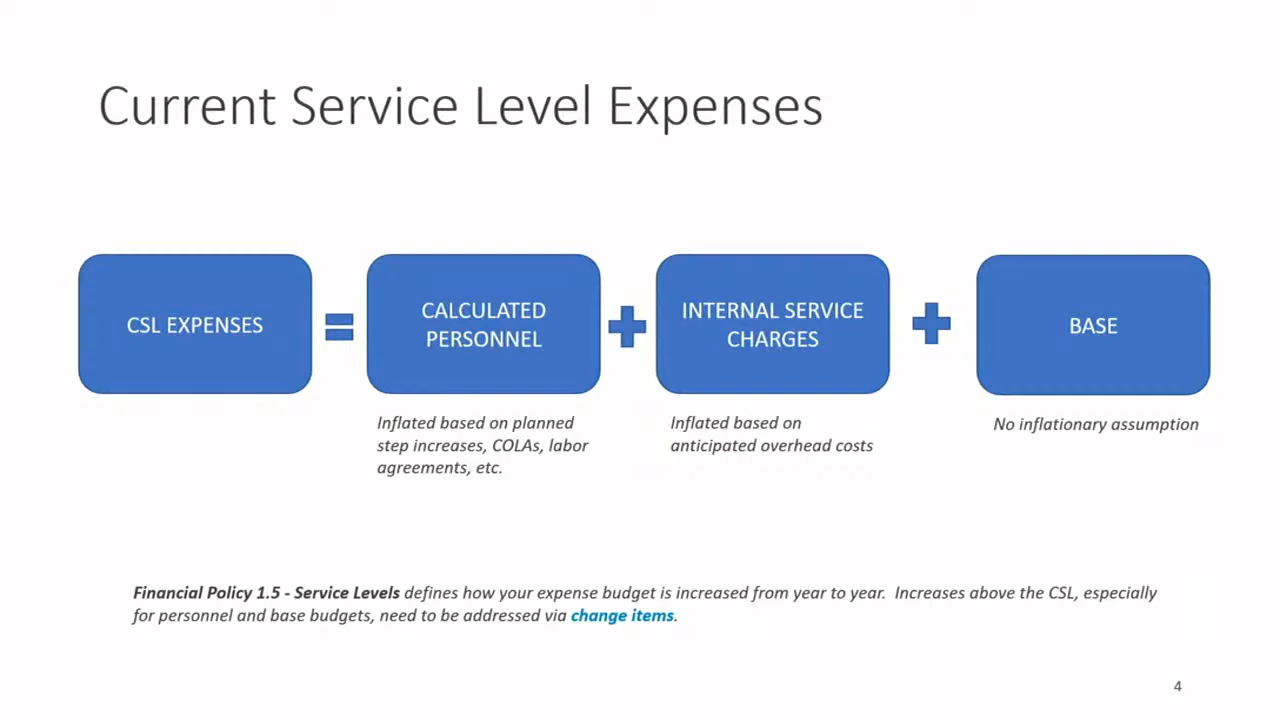 Current Service Level Expenses
CSL EXPENSES
CALCULATED
PERSONNEL
INTERNAL SERVICE
CHARGES
BASE
Inflated based on planned
step increases, COLAs, labor
agreements, etc.
Inflated based on
anticipated overhead costs
No inflationary assumption
Financial Policy 1.5 - Service Levels defines how your expense budget is increased from year to year.  Increases above the CSL, especially
for personnel and base budgets, need to be addressed via change items.
4